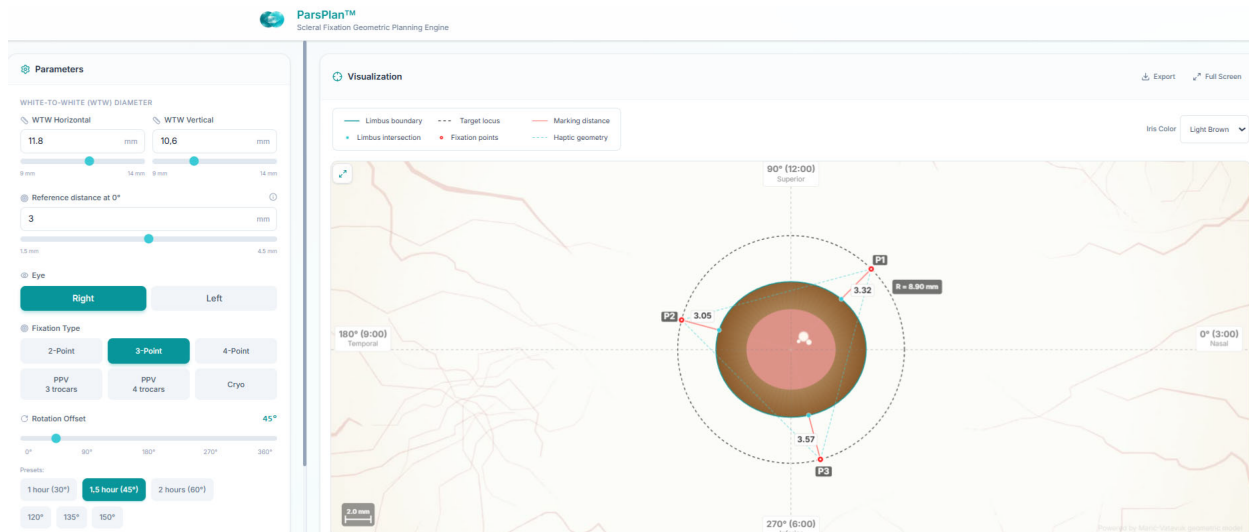 ParsPlan™
Scleral Fixation Geometric Planning Engine
Parameters
WHITE-TO-WHITE (WTW) DIAMETER
WTW Horizontal
WTW Vertical
11.8 mm
10,6 mm
14 mm
14 mm
Reference distance at 0°
3 mm
1.5 mm
4.5 mm
Eye
Right
Left
Fixation Type
2-Point
3-Point
4-Point
PPV
3 trocars
PPV
4 trocars
Cryo
Rotation Offset
45°
0°
90°
180°
270°
360°
Presets:
1 hour (30°)
1.5 hour (45°)
2 hours (60°)
120°
135°
150°
Visualization
Export
Full Screen
Limbus boundary
Target locus
Marking distance
Limbus intersection
Fixation points
Haptic geometry
Iris Color
Light Brown
90° (12:00)
Superior
P1
3.32
R = 8.90 mm
P2
3.05
180° (9:00)
Temporal
0° (3:00)
Nasal
3.57
P3
2.0 mm
270° (6:00)